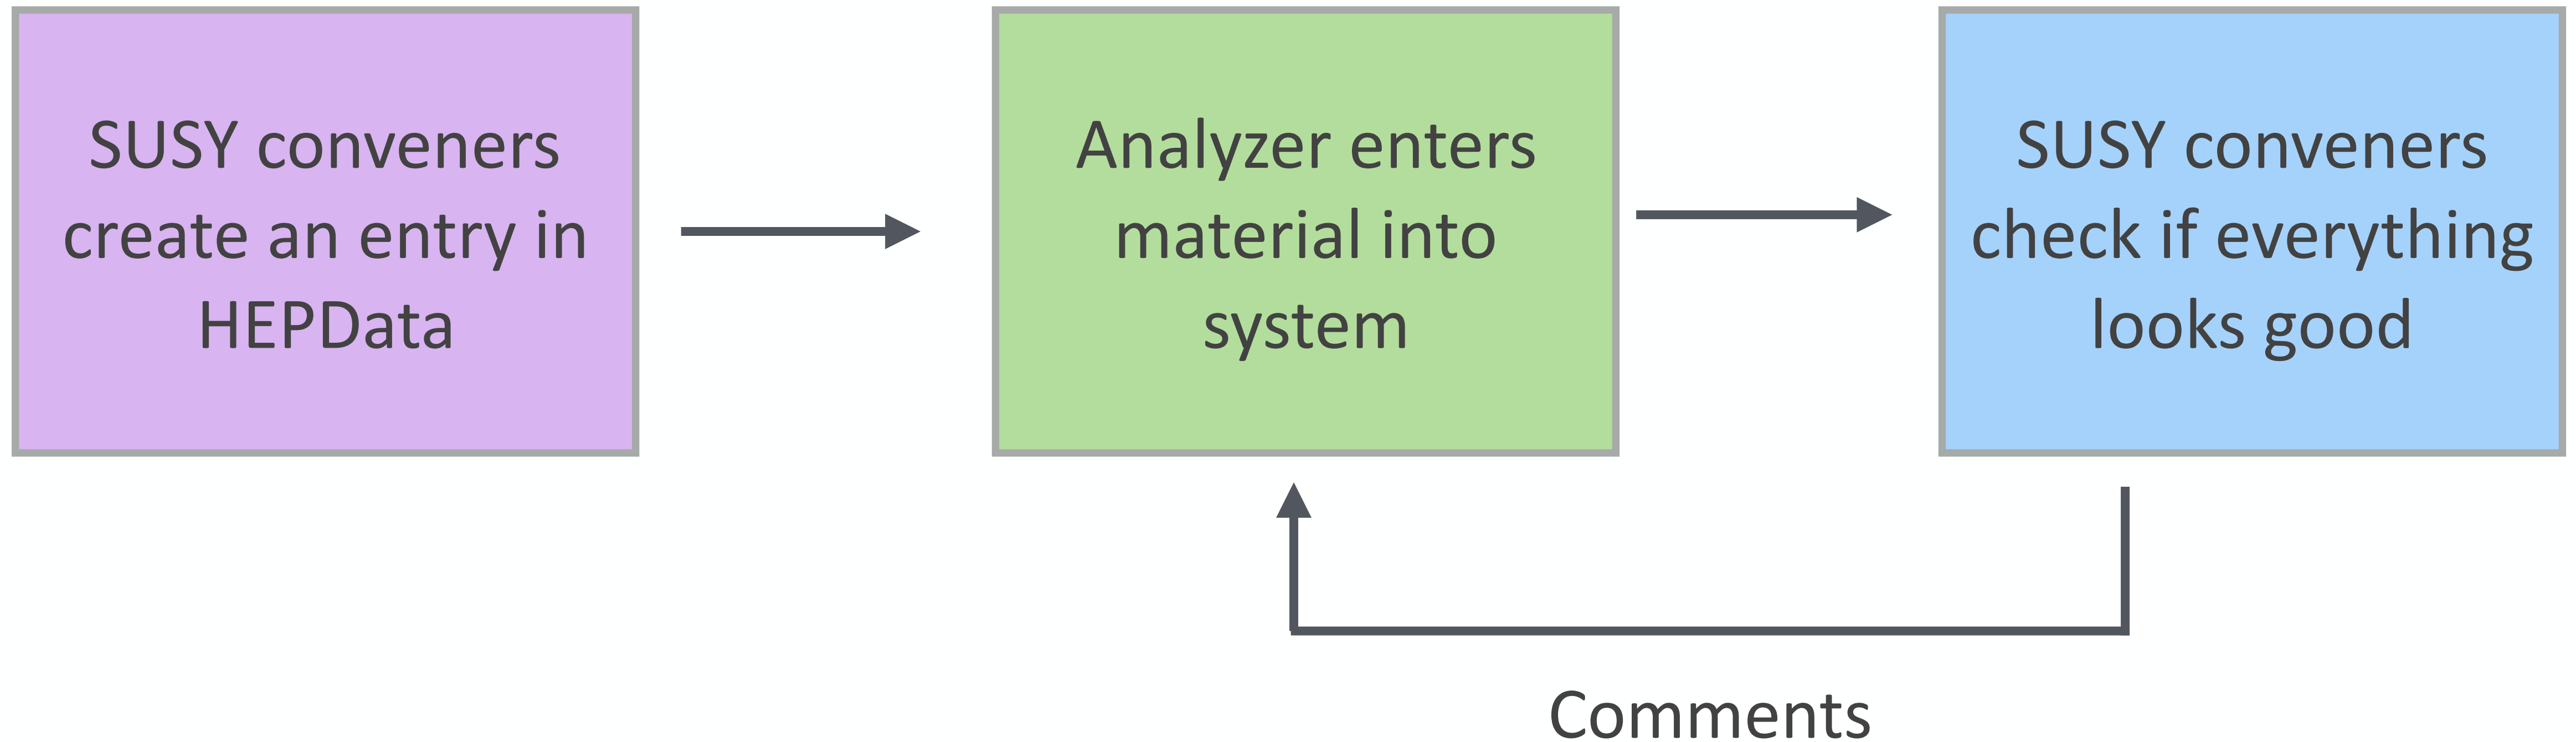 SUSY conveners
create an entry in
HEPData
Analyzer enters
material into
system
SUSY conveners
check if everything
looks good
Comments